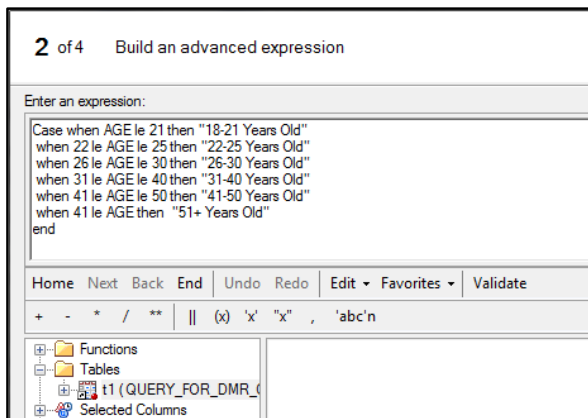 2 of 4 Build an advanced expression
Enter an expression:
Case when AGE le 21 then "18-21 Years Old"
when 22 le AGE le 25 then "22-25 Years Old"
when 26 le AGE le 30 then "26-30 Years Old"
when 31 le AGE le 40 then "31-40 Years Old"
when 41 le AGE le 50 then "41-50 Years Old"
when 41 le AGE then "51+ Years Old"
end
Home Next Back End Undo Redo Edit Favorites Validate
+ - * / ** || (x) 'x' "x" , 'abc'n
Functions
Tables
t1 (QUERY_FOR_DMR_
Selected Columns